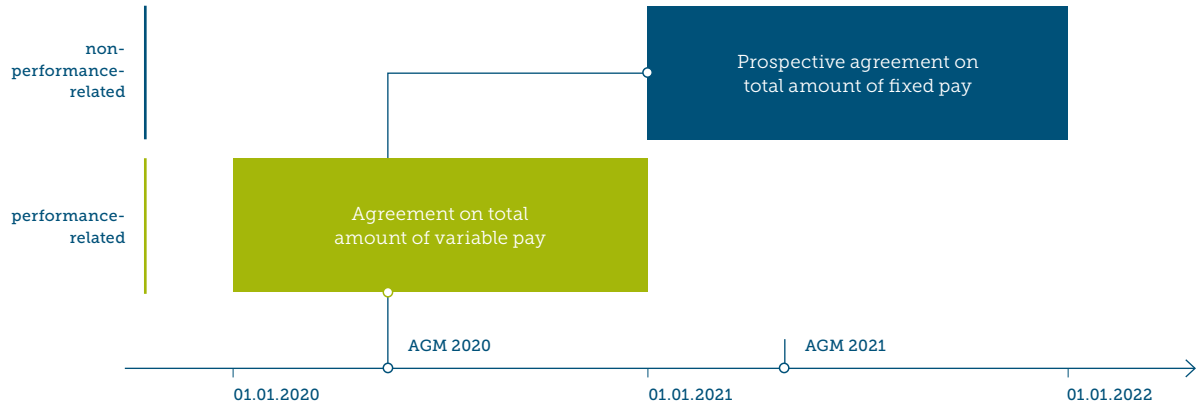 non-
performance-
related
Prospective agreement on
total amount of fixed pay
performance-
related
Agreement on total
amount of variable pay
AGM 2020
AGM 2021
01.01.2020
01.01.2021
01.01.2022